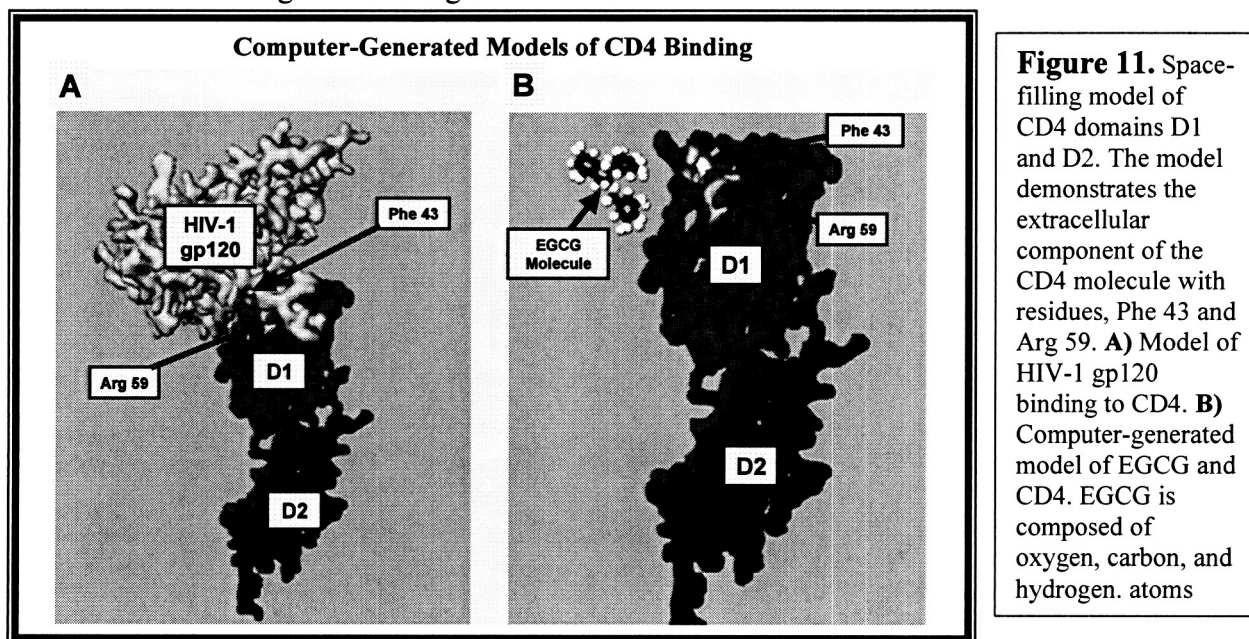 Computer-Generated Models of CD4 Binding
A
HIV-1
gp120
Phe 43
Arg 59
D1
D2
B
Phe 43
EGCG
Molecule
Arg 59
D1
D2
Figure 11. Space-
filling model of
CD4 domains D1
and D2. The model
demonstrates the
extracellular
component of the
CD4 molecule with
residues, Phe 43 and
Arg 59. A) Model of
HIV-1 gp120
binding to CD4. B)
Computer-generated
model of EGCG and
CD4. EGCG is
composed of
oxygen, carbon, and
hydrogen. atoms